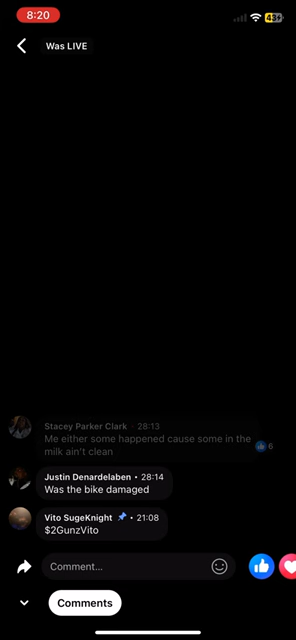 8:20
43
Was LIVE
Stacey Parker Clark · 28:13
Me either some happened cause some in the
milk ain't clean
6
Justin Denardelaben • 28:14
Was the bike damaged
Vito SugeKnight • 21:08
$2GunzVito
Comment...
Comments